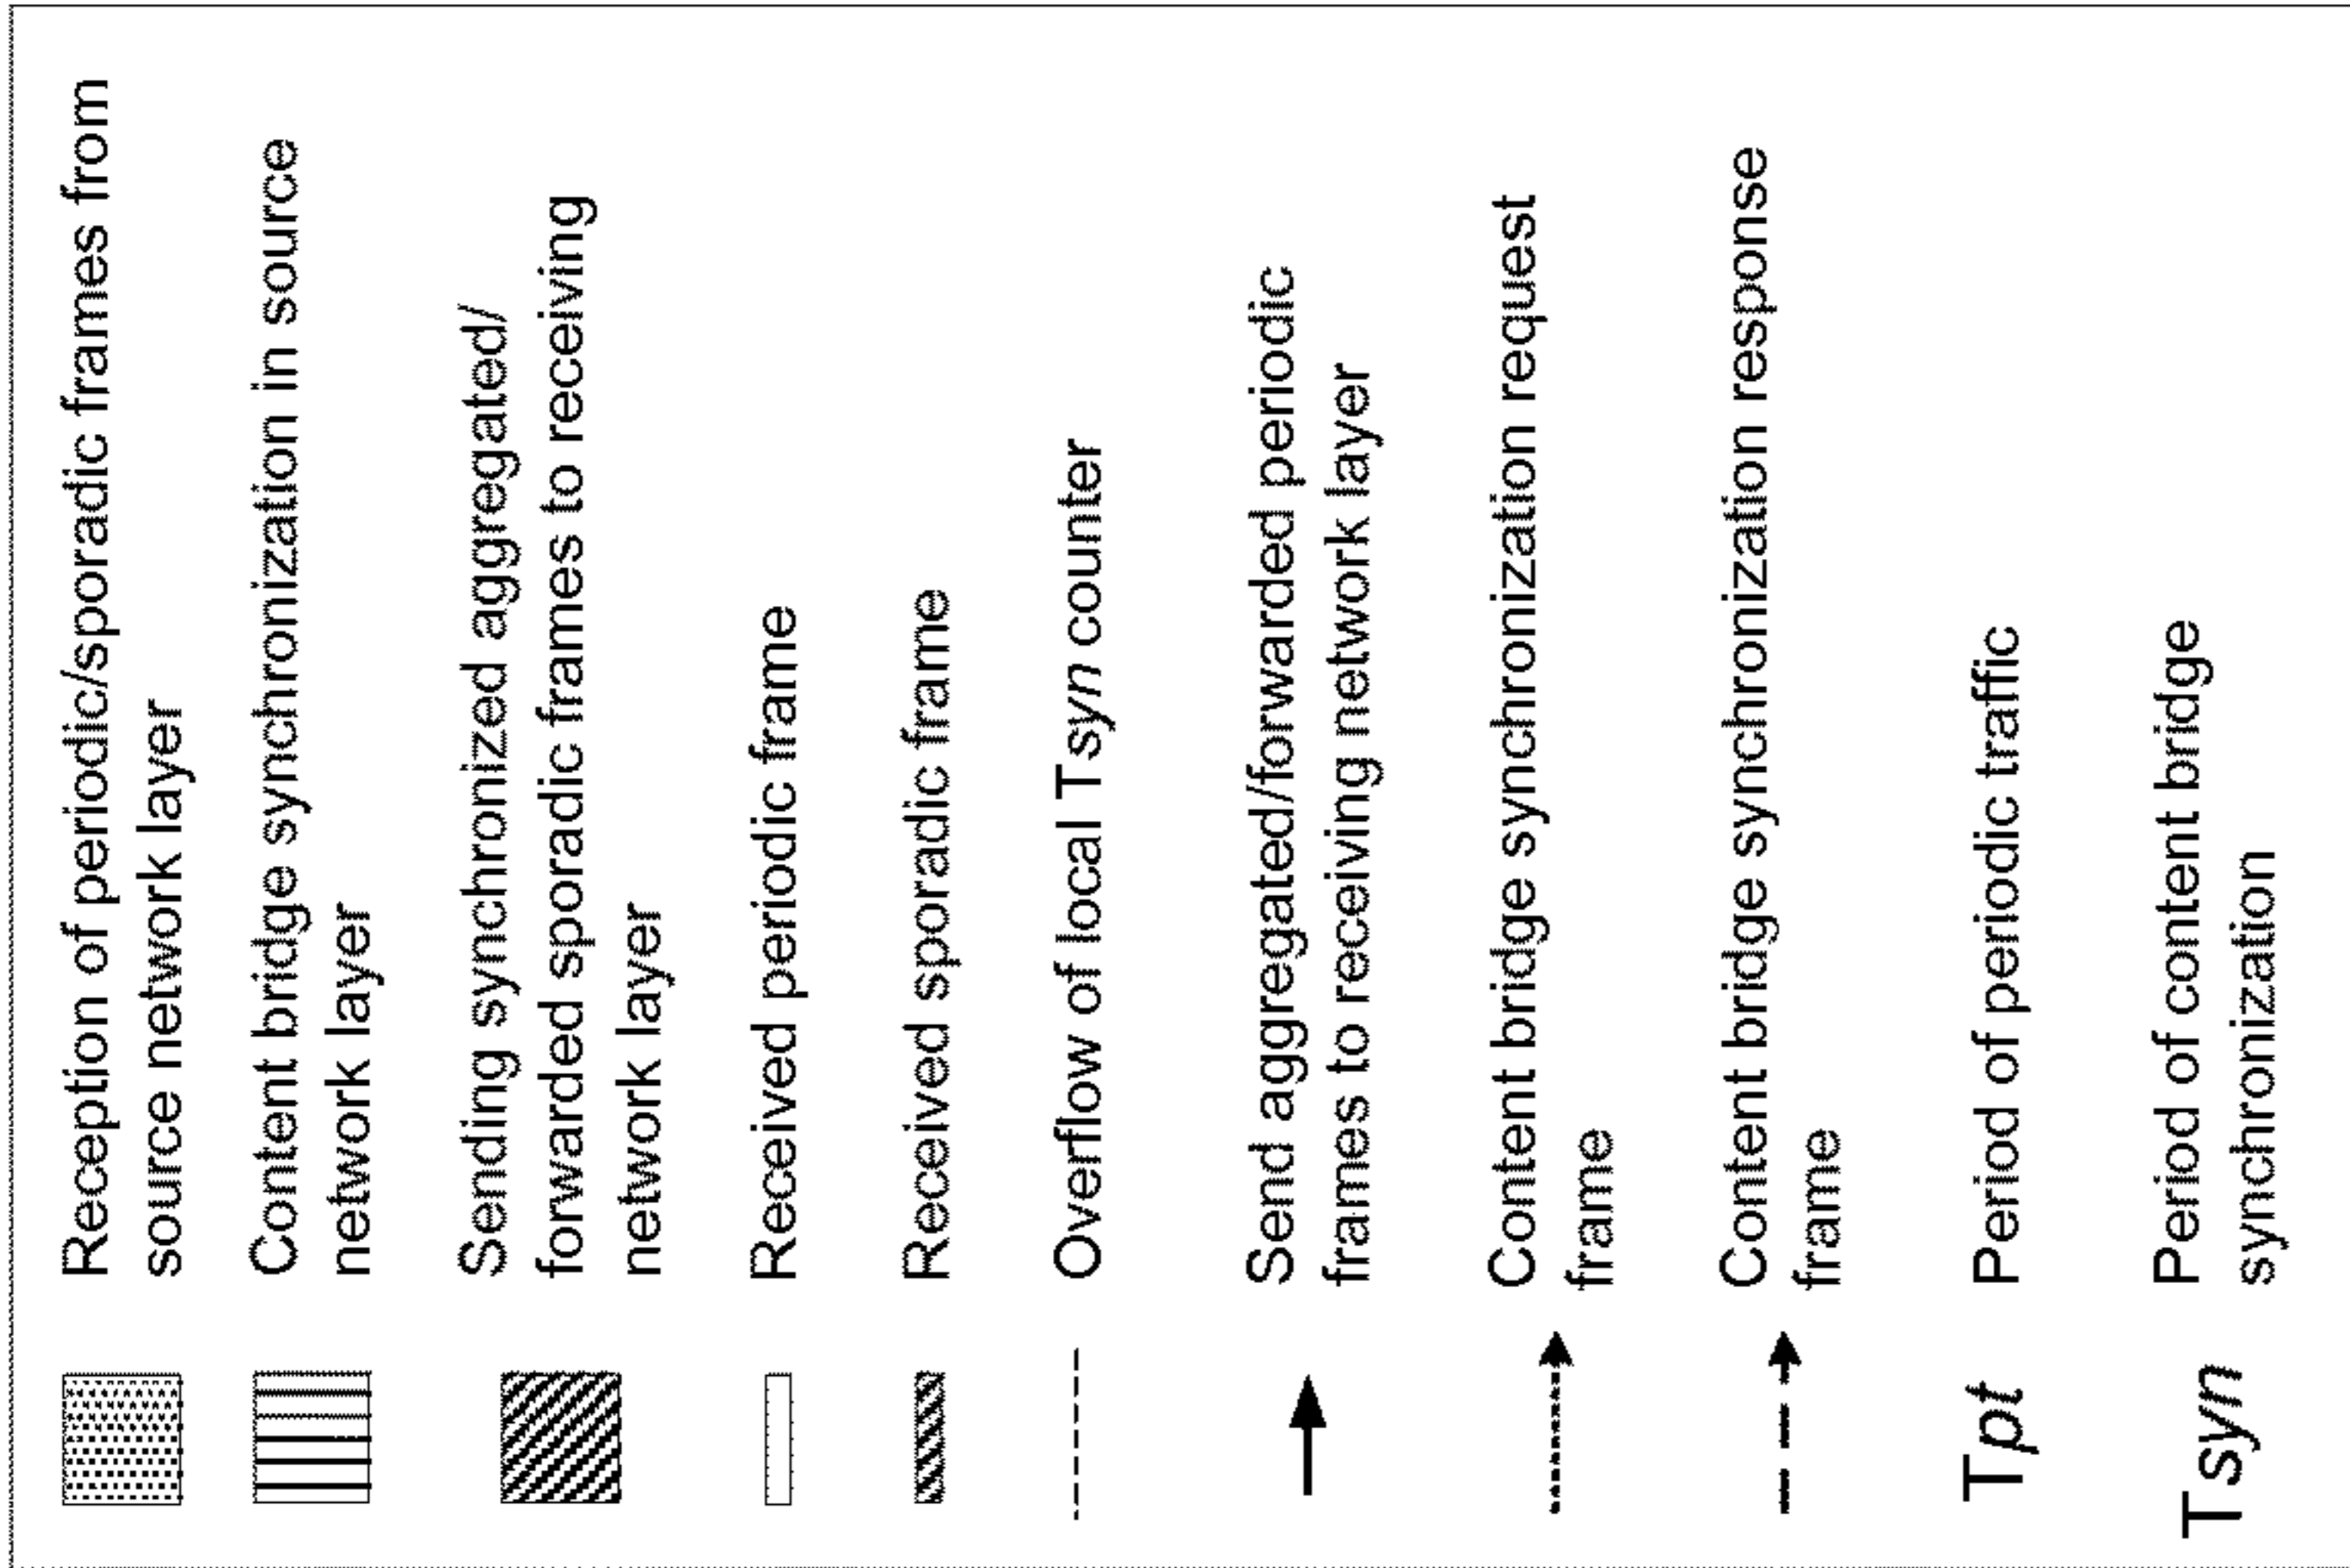 Reception of periodic/sporadic frames from
source network layer
Content bridge synchronization in source
network layer
Sending synchronized aggregated/
forwarded sporadic frames to receiving
network layer
Received periodic frame
Received sporadic frame
Overflow of local Tsyn counter
Send aggregated/forwarded periodic
frames to receiving network layer
Content bridge synchronization request
frame
Content bridge synchronization response
frame
Tpt Period of periodic traffic
Tsyn Period of content bridge
synchronization